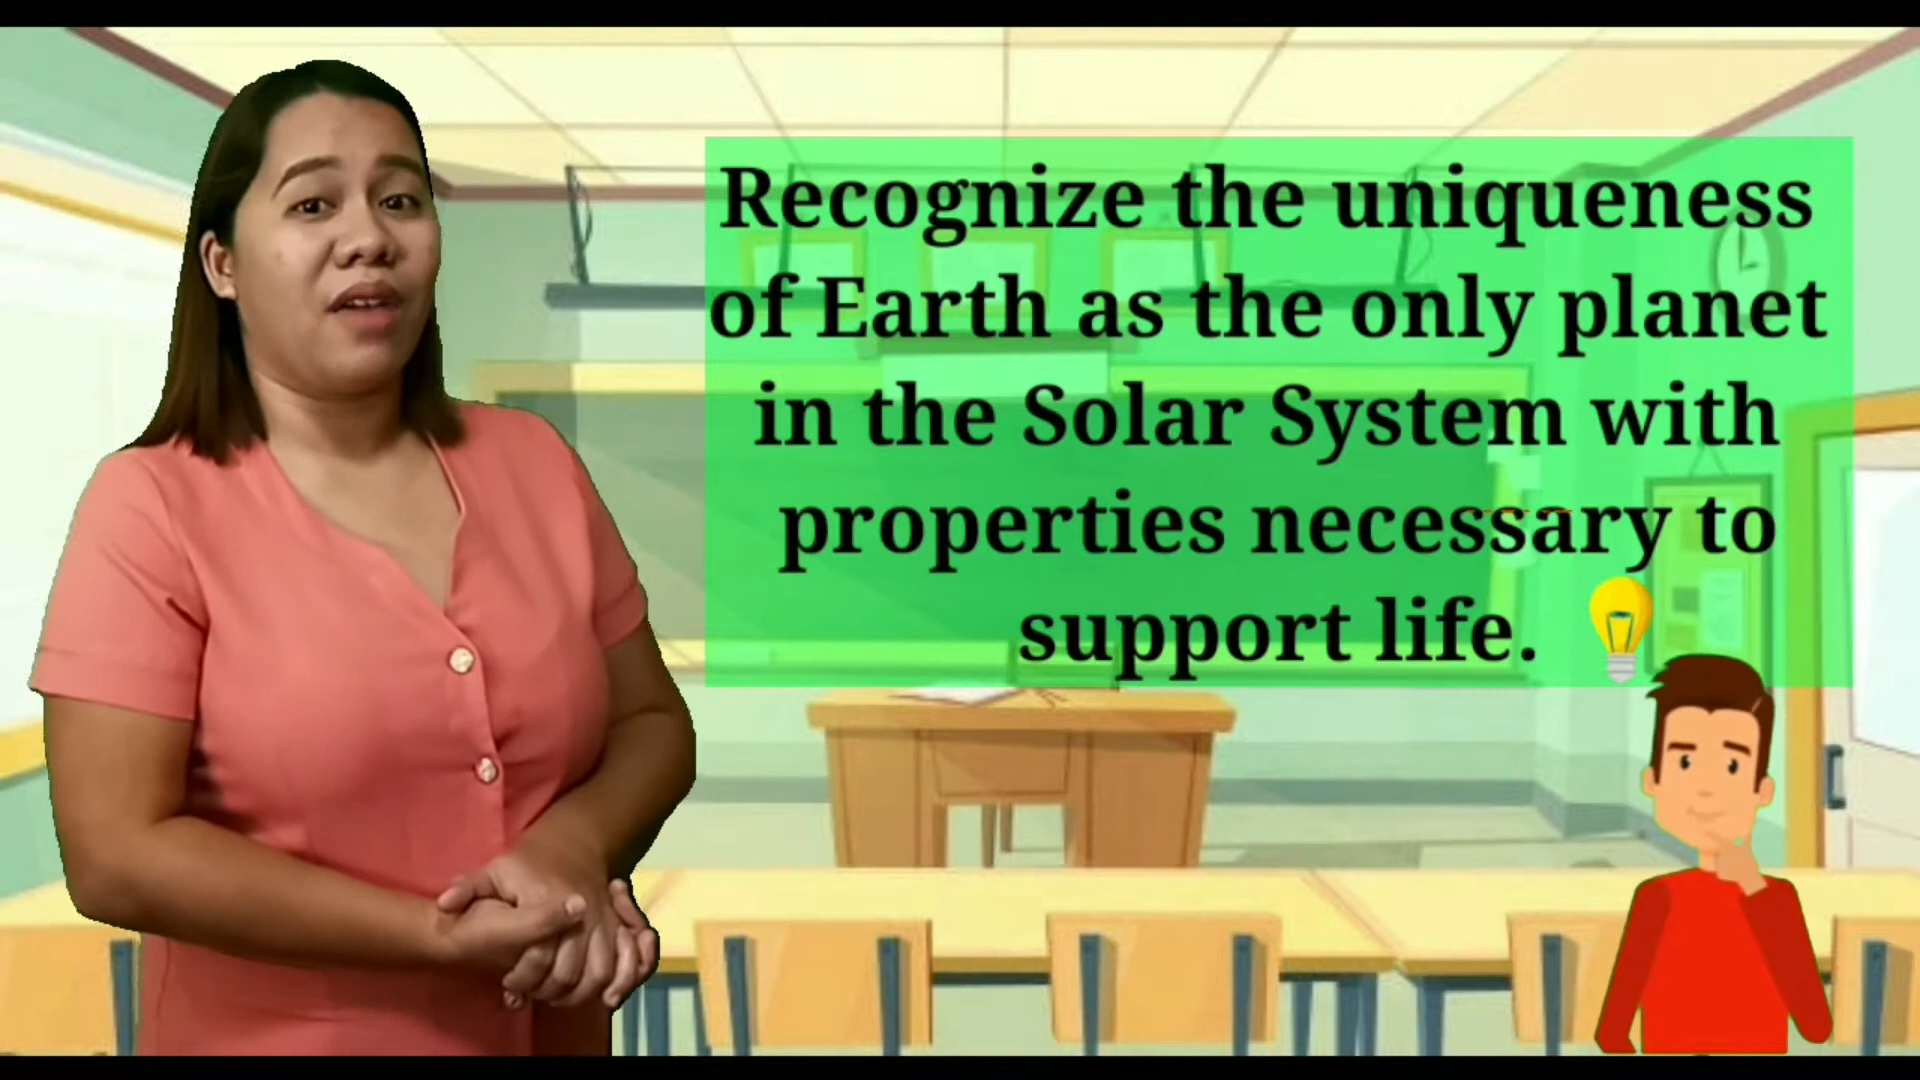 Recognize the uniqueness
of Earth as the only planet
in the Solar System with
properties necessary to
support life.